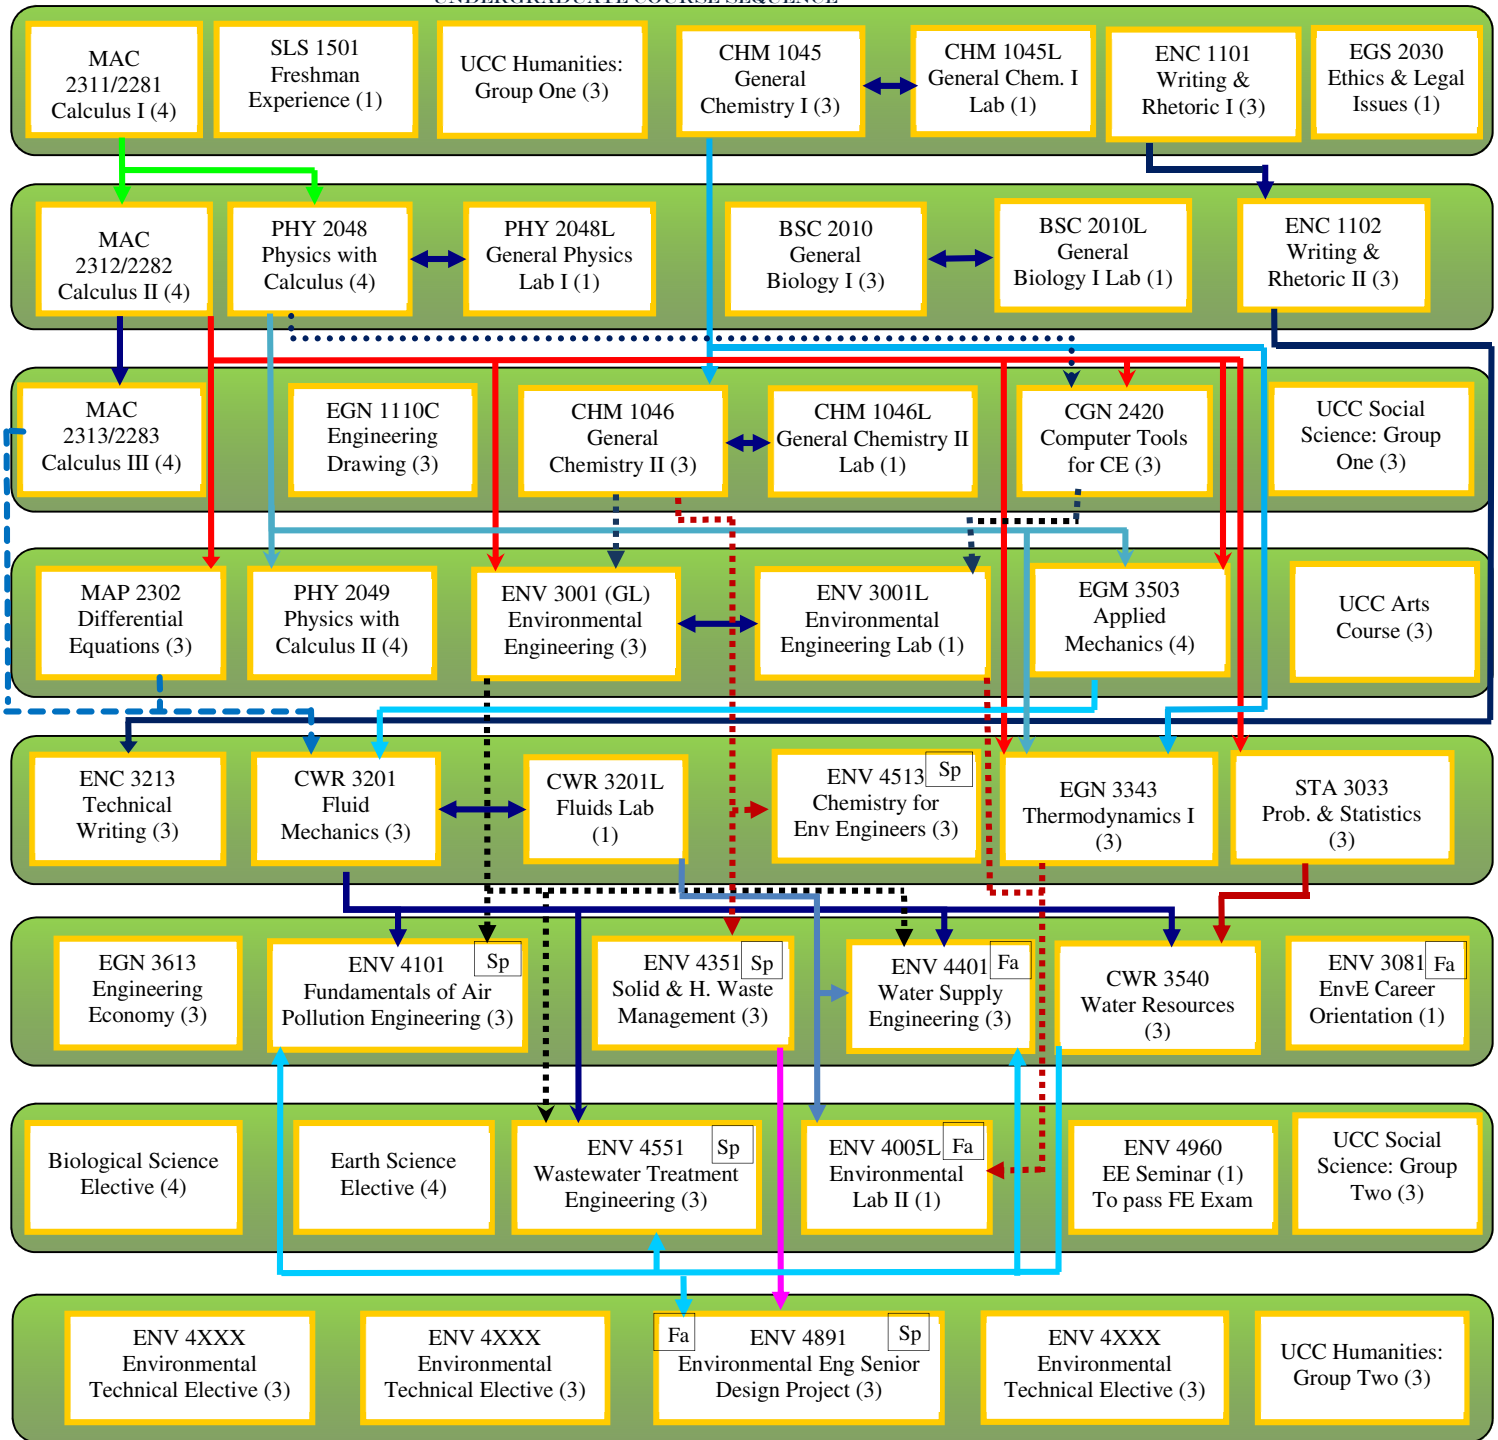 UNDERGRADUATE COURSE SEQUENCE
MAC
2311/2281
Calculus I (4)
SLS 1501
Freshman
Experience (1)
UCC Humanities:
Group One (3)
CHM 1045
General
Chemistry I (3)
CHM 1045L
General Chem. I
Lab (1)
ENC 1101
Writing &
Rhetoric I (3)
EGS 2030
Ethics & Legal
Issues (1)
MAC
2312/2282
Calculus II (4)
PHY 2048
Physics with
Calculus (4)
PHY 2048L
General Physics
Lab I (1)
BSC 2010
General
Biology I (3)
BSC 2010L
General
Biology I Lab (1)
ENC 1102
Writing &
Rhetoric II (3)
MAC
2313/2283
Calculus III (4)
EGN 1110C
Engineering
Drawing (3)
CHM 1046
General
Chemistry II (3)
CHM 1046L
General Chemistry II
Lab (1)
CGN 2420
Computer Tools
for CE (3)
UCC Social
Science: Group
One (3)
MAP 2302
Differential
Equations (3)
PHY 2049
Physics with
Calculus II (4)
ENV 3001 (GL)
Environmental
Engineering (3)
ENV 3001L
Environmental
Engineering Lab (1)
EGM 3503
Applied
Mechanics (4)
UCC Arts
Course (3)
ENC 3213
Technical
Writing (3)
CWR 3201
Fluid
Mechanics (3)
CWR 3201L
Fluids Lab
(1)
ENV 4513
Sp
Chemistry for
Env Engineers (3)
EGN 3343
Thermodynamics I
(3)
STA 3033
Prob. & Statistics
(3)
EGN 3613
Engineering
Economy (3)
ENV 4101
Sp
Fundamentals of Air
Pollution Engineering (3)
ENV 4351
Sp
Solid & H. Waste
Management (3)
ENV 4401
Fa
Water Supply
Engineering (3)
CWR 3540
Water Resources
(3)
ENV 3081
Fa
EnvE Career
Orientation (1)
Biological Science
Elective (4)
Earth Science
Elective (4)
ENV 4551
Sp
Wastewater Treatment
Engineering (3)
ENV 4005L
Fa
Environmental
Lab II (1)
ENV 4960
EE Seminar (1)
To pass FE Exam
UCC Social
Science: Group
Two (3)
ENV 4XXX
Environmental
Technical Elective (3)
ENV 4XXX
Environmental
Technical Elective (3)
Fa
ENV 4891
Sp
Environmental Eng Senior
Design Project (3)
ENV 4XXX
Environmental
Technical Elective (3)
UCC Humanities:
Group Two (3)